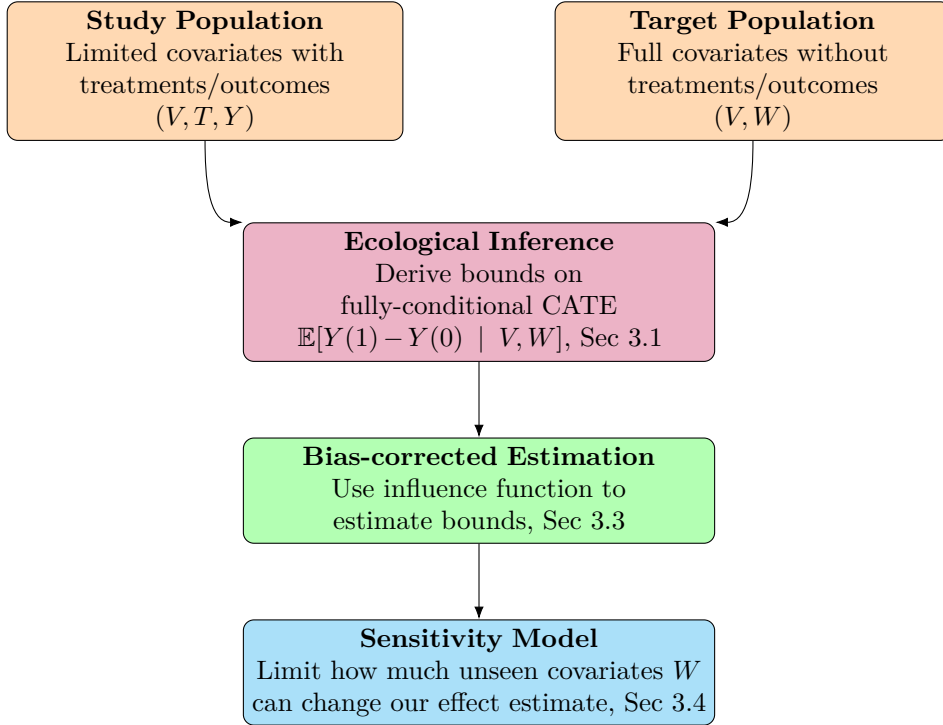 Study Population
Limited covariates with
treatments/outcomes
(V, T, Y)
Target Population
Full covariates without
treatments/outcomes
(V, W)
Ecological Inference
Derive bounds on
fully-conditional CATE
𝔼[Y(1) − Y(0) | V, W], Sec 3.1
Bias-corrected Estimation
Use influence function to
estimate bounds, Sec 3.3
Sensitivity Model
Limit how much unseen covariates W
can change our effect estimate, Sec 3.4